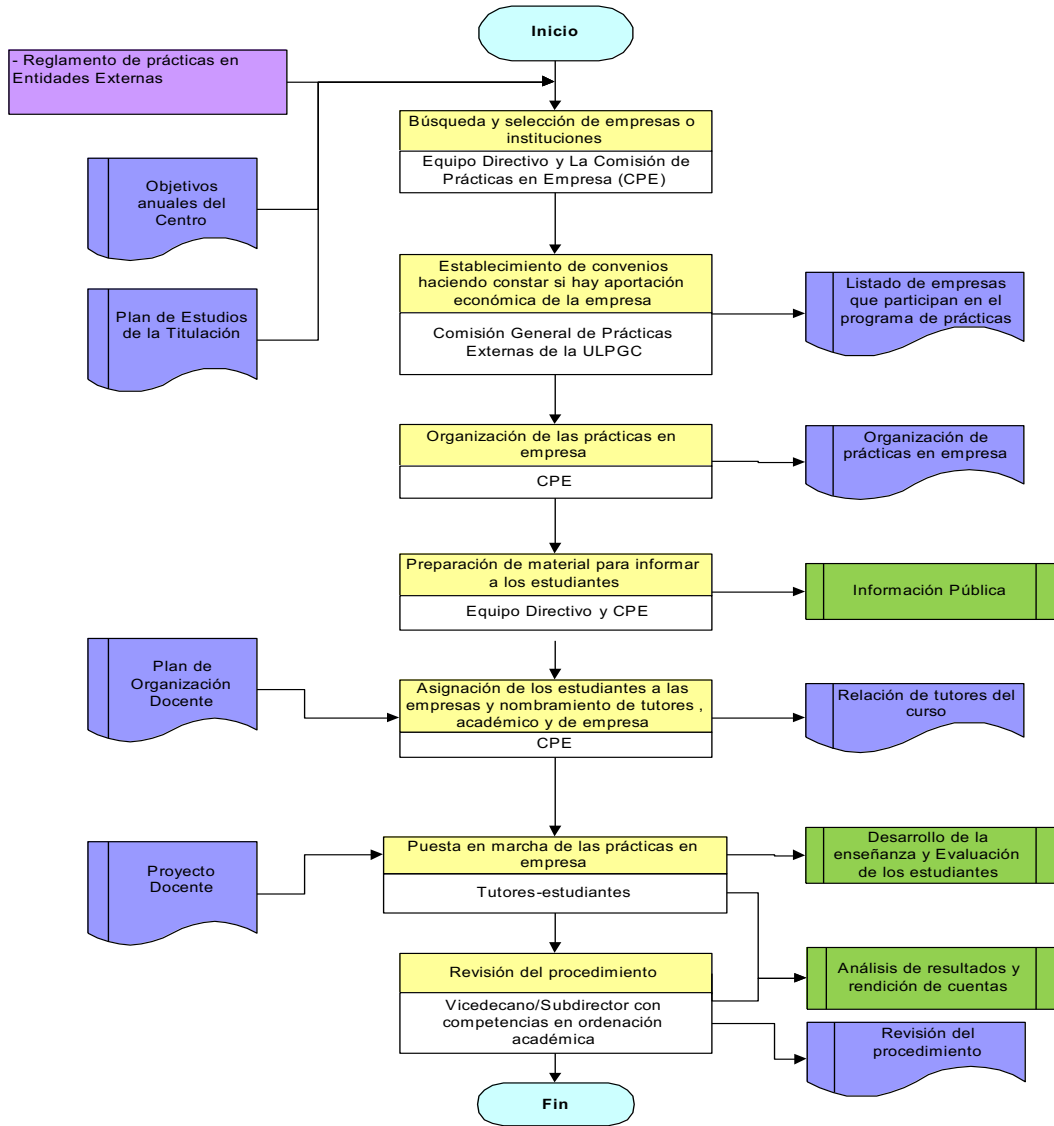 Inicio
- Reglamento de prácticas en
Entidades Externas
Búsqueda y selección de empresas o
instituciones
Equipo Directivo y La Comisión de
Prácticas en Empresa (CPE)
Objetivos
anuales del
Centro
Establecimiento de convenios
haciendo constar si hay aportación
económica de la empresa
Comisión General de Prácticas
Externas de la ULPGC
Listado de empresas
que participan en el
programa de prácticas
Plan de Estudios
de la Titulación
Organización de las prácticas en
empresa
CPE
Organización de
prácticas en empresa
Preparación de material para informar
a los estudiantes
Equipo Directivo y CPE
Información Pública
Plan de
Organización
Docente
Asignación de los estudiantes a las
empresas y nombramiento de tutores ,
académico y de empresa
CPE
Relación de tutores del
curso
Proyecto
Docente
Puesta en marcha de las prácticas en
empresa
Tutores-estudiantes
Desarrollo de la
enseñanza y Evaluación
de los estudiantes
Revisión del procedimiento
Vicedecano/Subdirector con
competencias en ordenación
académica
Análisis de resultados y
rendición de cuentas
Revisión del
procedimiento
Fin